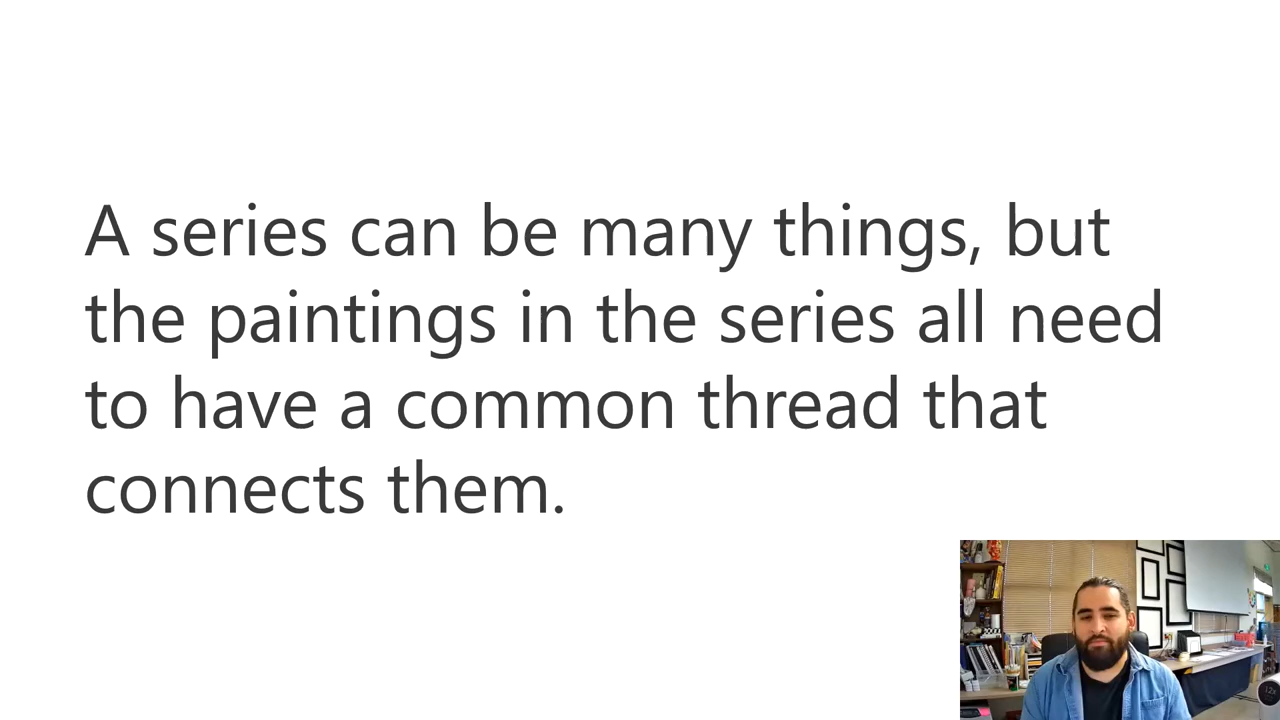 A series can be many things, but
the paintings in the series all need
to have a common thread that
connects them.